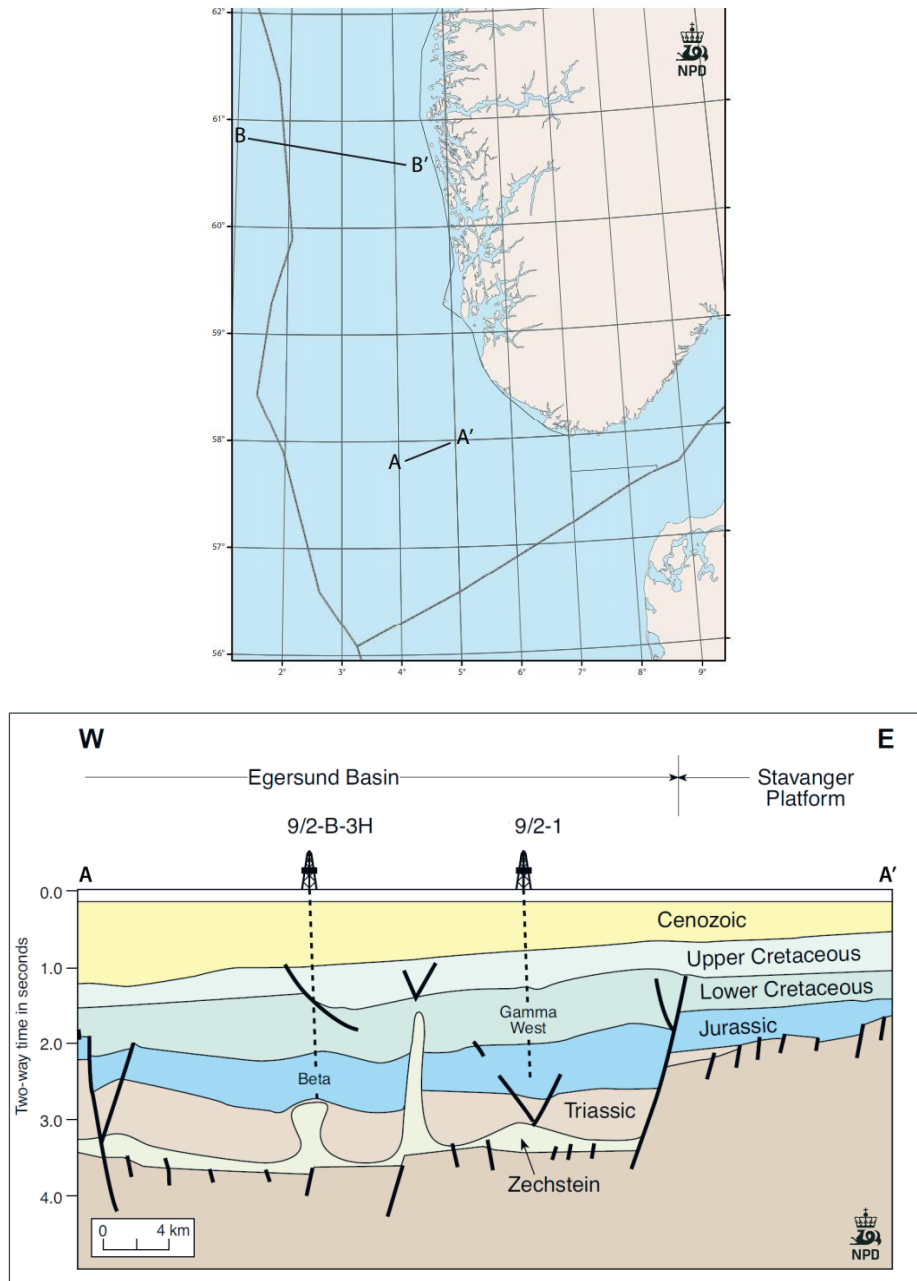 62°
NPD
61°
B
B'
60°
59°
58°
A'
A
57°
56°
2° 3° 4° 5° 6° 7° 8° 9°
W E
Egersund Basin
Stavanger
Platform
9/2-B-3H 9/2-1
A A'
0.0
Cenozoic
1.0
Upper Cretaceous
Lower Cretaceous
Gamma
West
Jurassic
2.0
Beta
Triassic
3.0
Zechstein
4.0
Two-way time in seconds
0 4 km
NPD